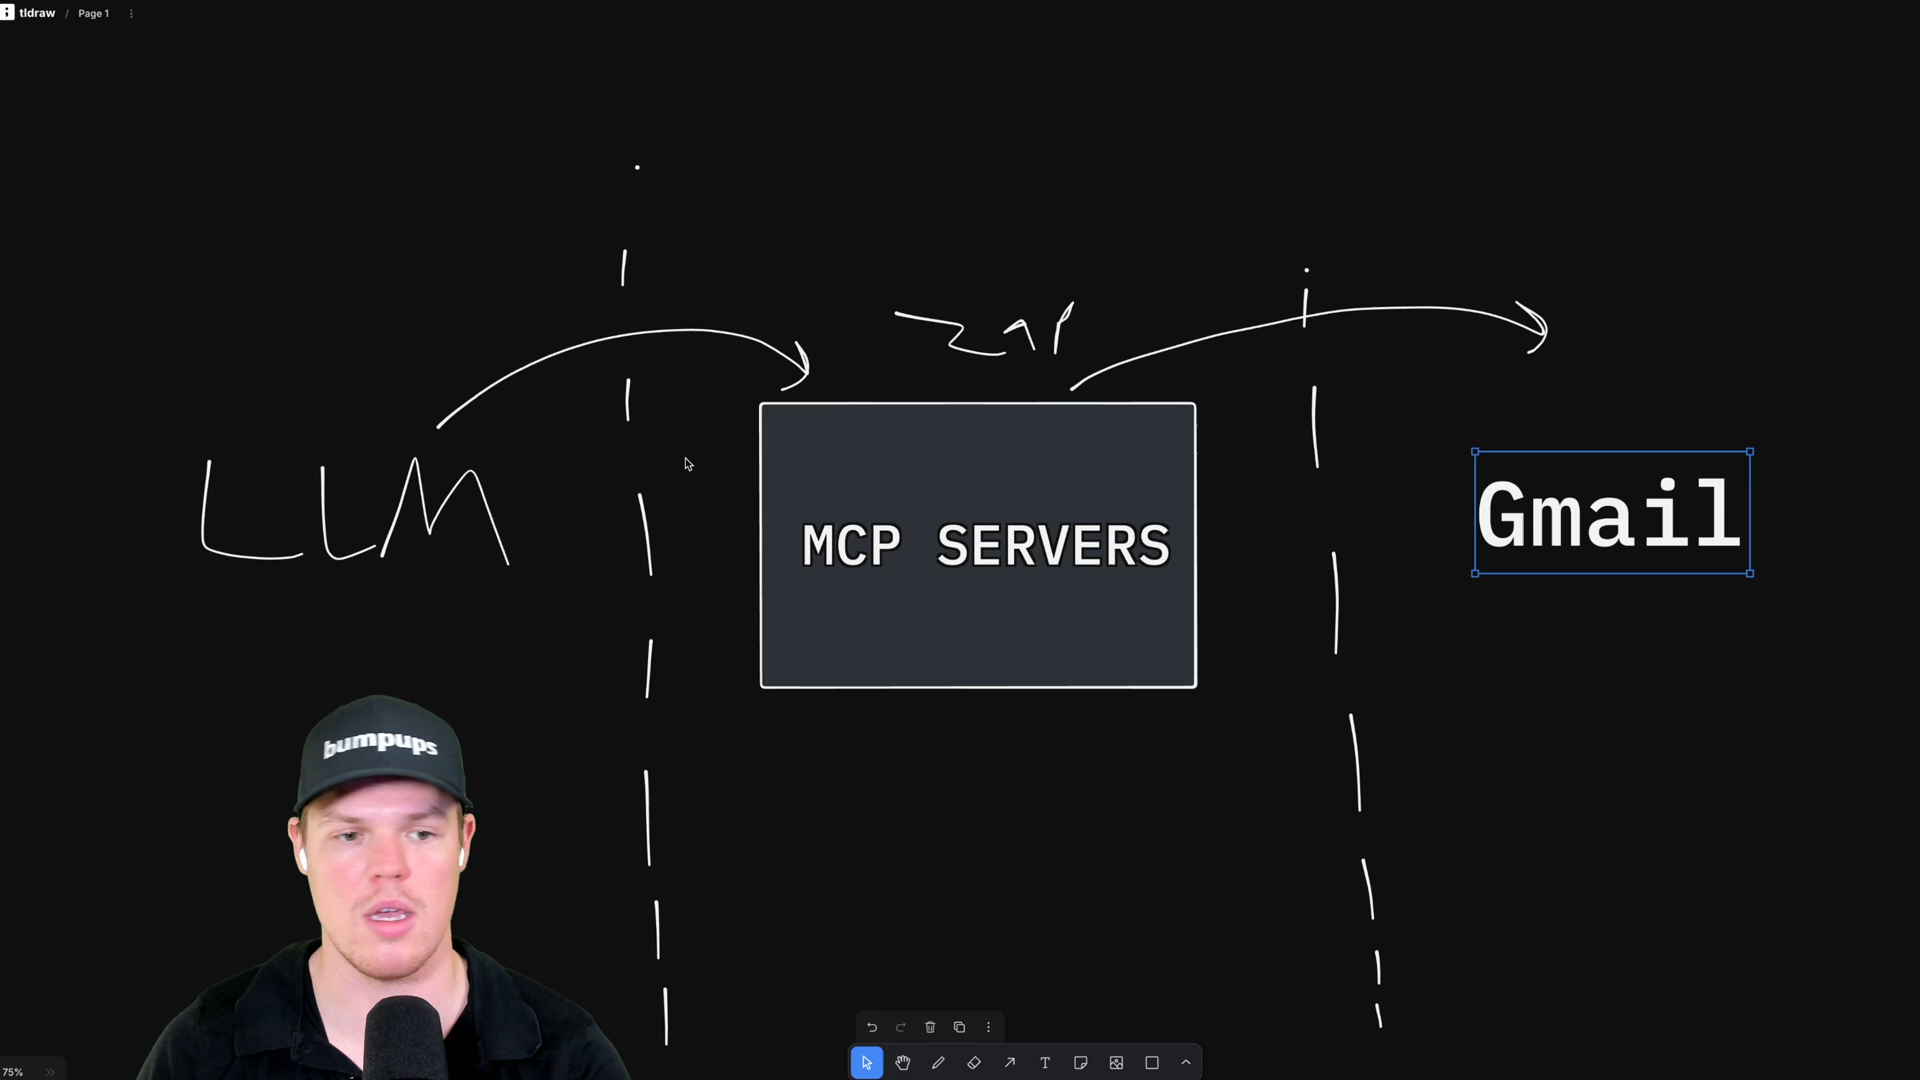 tldraw / Page 1
Zap
LLM
MCP SERVERS
Gmail
bumpups
75%